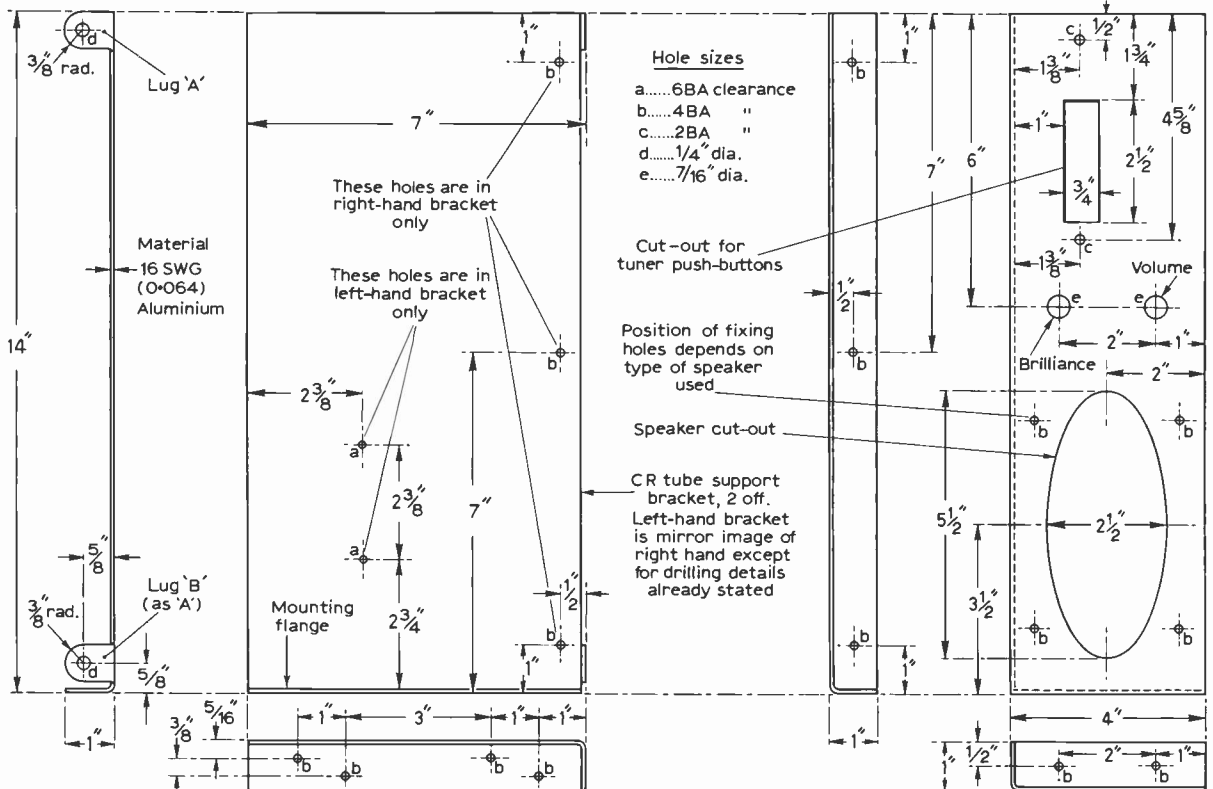 14"
3/8" rad.
d
Lug 'A'
Material
16 SWG
(0·064)
Aluminium
5/8"
Lug 'B'
(as 'A')
3/8" rad.
d
5/8"
1"
7"
1"
b
These holes are in
right-hand bracket
only
These holes are in
left-hand bracket
only
b
2 3/8"
a
2 3/8"
a
7"
2 3/4"
Mounting
flange
1/2"
b
1"
5/16"
3/8"
1"
3"
1"
1"
b
b
b
b
Hole sizes
a......6BA clearance
b......4BA "
c......2BA "
d......1/4" dia.
e......7/16" dia.
Cut-out for
tuner push-buttons
Position of fixing
holes depends on
type of speaker
used
Speaker cut-out
CR tube support
bracket, 2 off.
Left-hand bracket
is mirror image of
right hand except
for drilling details
already stated
1"
b
7"
1/2"
b
b
1"
1"
1/2"
c
1 3/8"
1 3/4"
4 5/8"
1"
6"
2 1/2"
3/4"
1 3/8"
c
Volume
e
e
2"
1"
Brilliance
2"
b
b
5 1/2"
2 1/2"
3 1/2"
b
b
4"
1"
1/2"
2"
1"
b
b